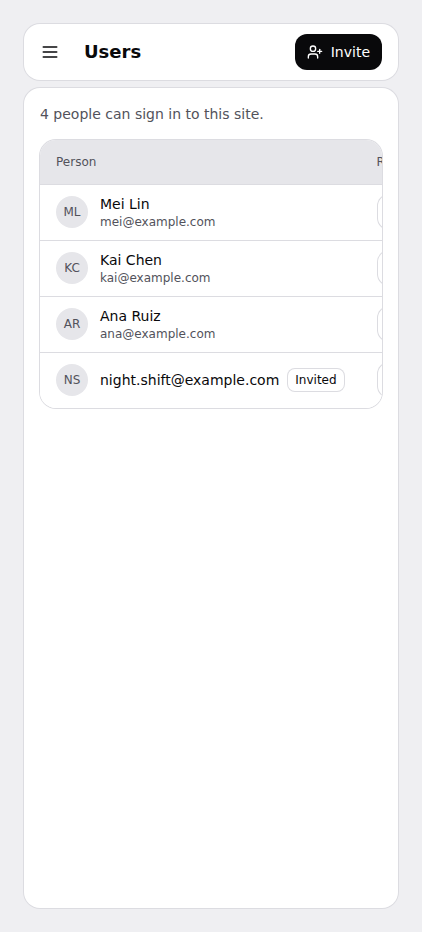 Users
Invite
4 people can sign in to this site.
Person
ML
Mei Lin
mei@example.com
KC
Kai Chen
kai@example.com
AR
Ana Ruiz
ana@example.com
NS
night.shift@example.com
Invited